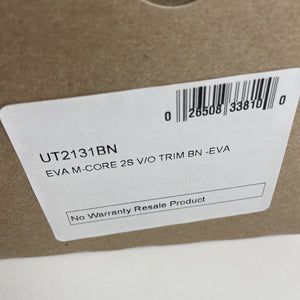 0 26508 33810 0
UT2131BN
EVA M-CORE 2S V/O TRIM BN -EVA
No Warranty Resale Product